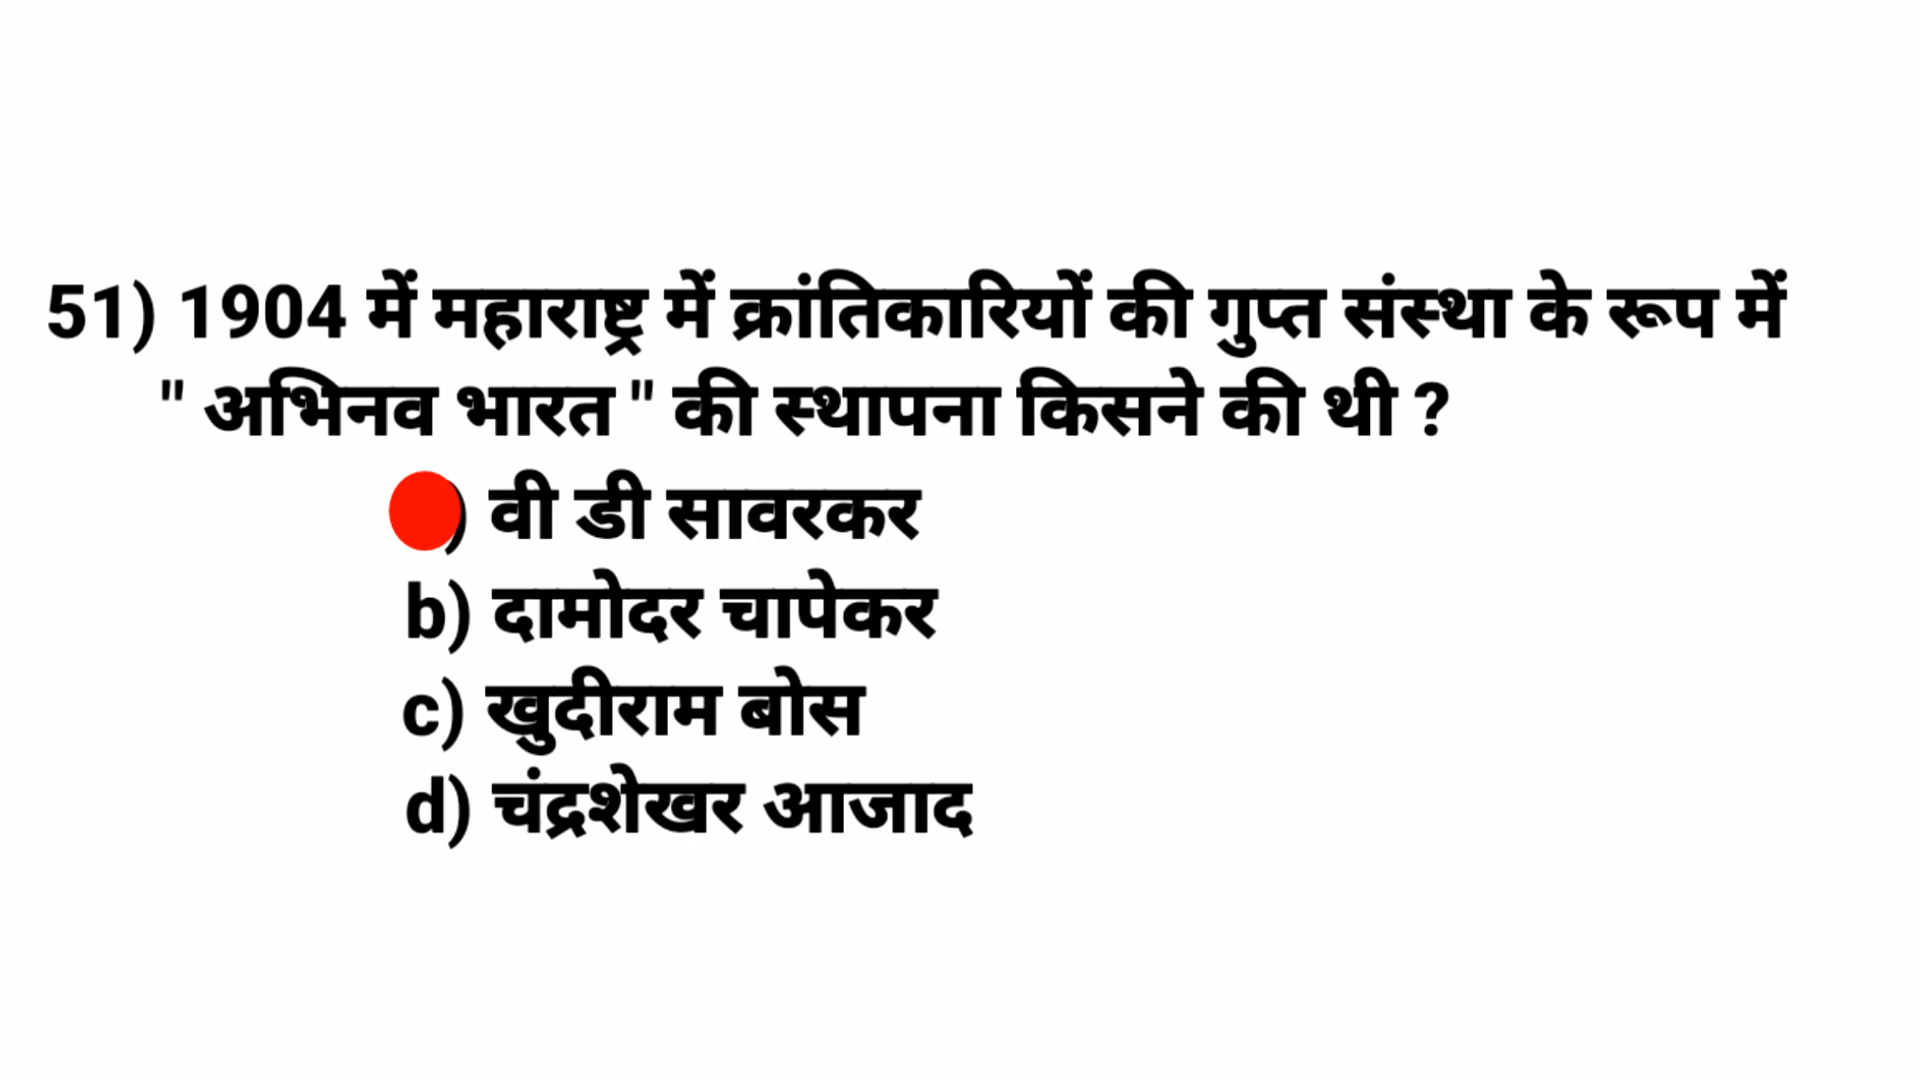 51) 1904 में महाराष्ट्र में क्रांतिकारियों की गुप्त संस्था के रूप में
" अभिनव भारत " की स्थापना किसने की थी ?
) वी डी सावरकर
b) दामोदर चापेकर
c) खुदीराम बोस
d) चंद्रशेखर आजाद